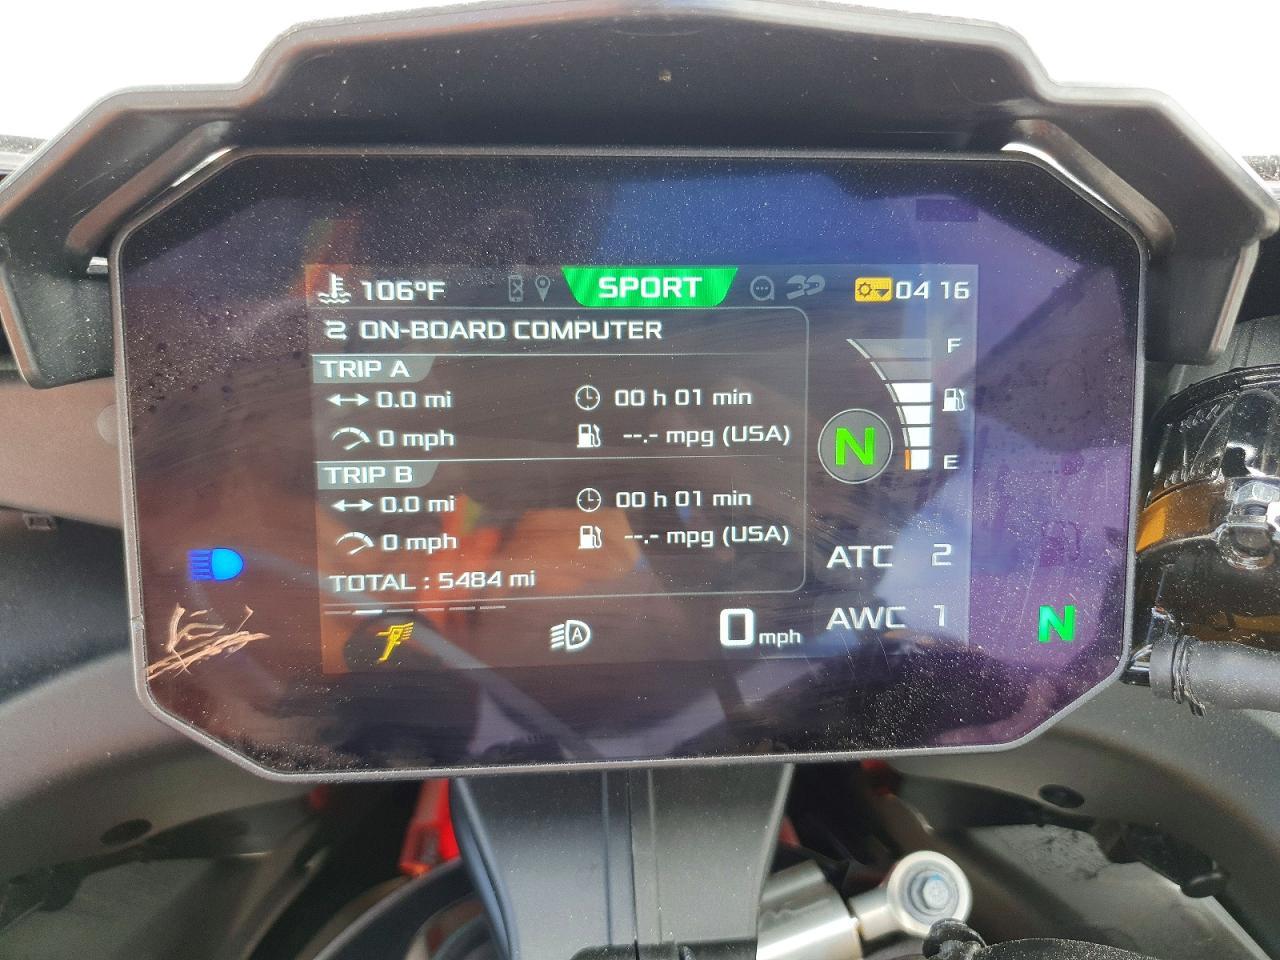 106°F SPORT 04 16
ON-BOARD COMPUTER
TRIP A
0.0 mi 00 h 01 min
0 mph --.- mpg (USA)
TRIP B
0.0 mi 00 h 01 min
0 mph --.- mpg (USA)
TOTAL : 5484 mi
F
N
E
ATC 2
AWC 1
A
0 mph
N